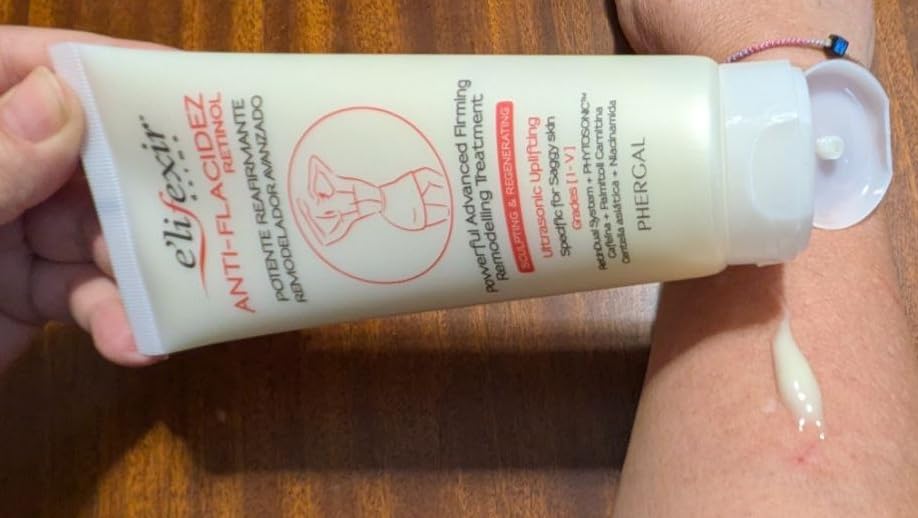 e'lifexir®
ANTI-FLACIDEZ
RETINOL
POTENTE REAFIRMANTE
REMODELADOR AVANZADO
Powerful Advanced Firming
Remodelling Treatment
SCULPTING & REGENERATING
Ultrasonic Uplifting
Specific for Saggy skin
Grades [I-V]
RetinDual System + PHYTOSONIC™
Cafeína + Palmitoil Carnitina
Centella asiática + Niacinamida
PHERGAL